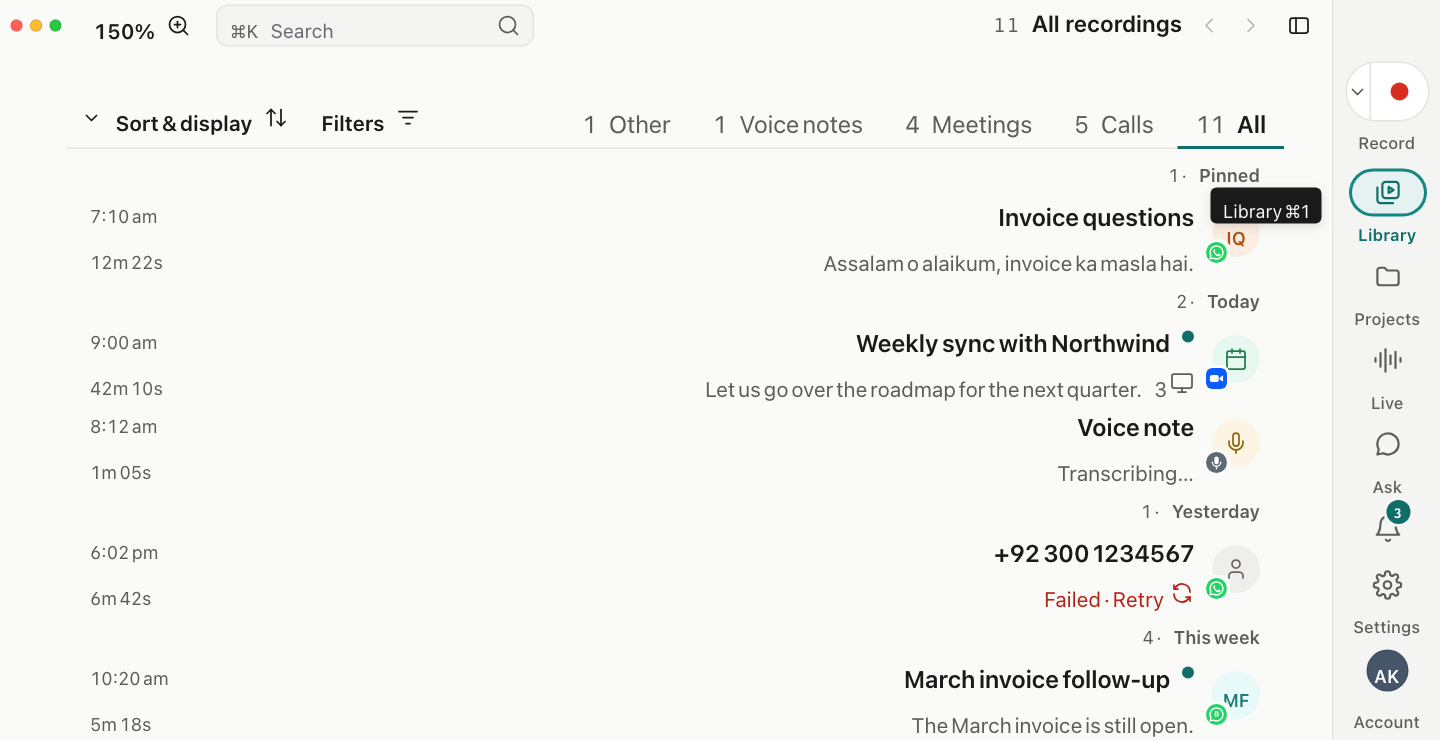 150%
⌘K Search
11 All recordings
Sort & display
Filters
1 Other
1 Voice notes
4 Meetings
5 Calls
11 All
1 · Pinned
7:10 am
Invoice questions
IQ
12m 22s
Assalam o alaikum, invoice ka masla hai.
2 · Today
9:00 am
Weekly sync with Northwind
42m 10s
Let us go over the roadmap for the next quarter. 3
8:12 am
Voice note
1m 05s
Transcribing...
1 · Yesterday
6:02 pm
+92 300 1234567
6m 42s
Failed · Retry
4 · This week
10:20 am
March invoice follow-up
MF
5m 18s
The March invoice is still open.
Record
Library ⌘1
Library
Projects
Live
Ask
3
Settings
AK
Account